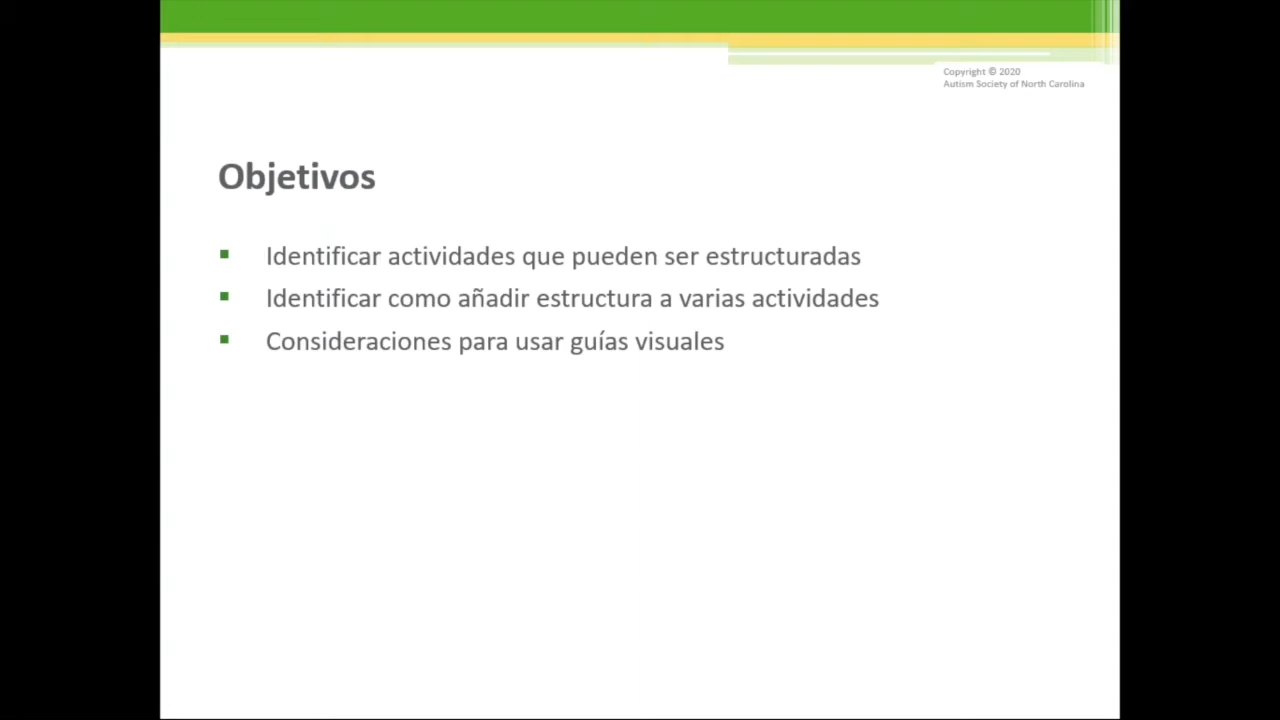 Copyright © 2020
Autism Society of North Carolina
Objetivos
Identificar actividades que pueden ser estructuradas
Identificar como añadir estructura a varias actividades
Consideraciones para usar guías visuales